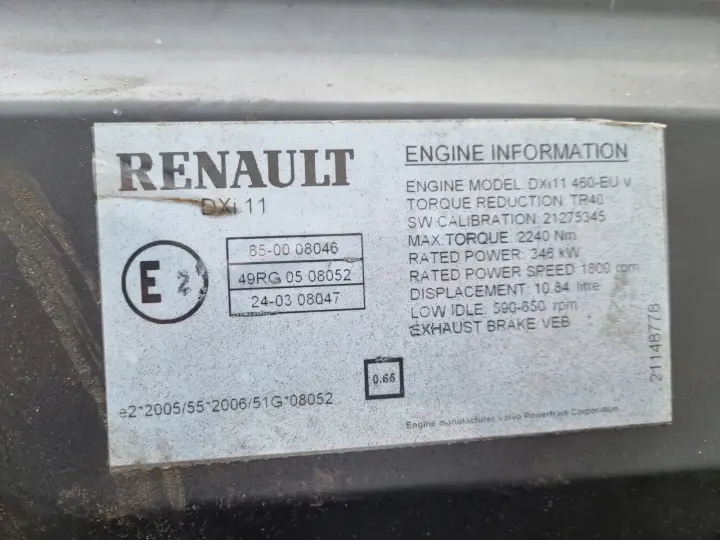 RENAULT
DXi 11
E 2
85-00 08046
49RG 05 08052
24-03 08047
0.65
e2*2005/55*2006/51G*08052
ENGINE INFORMATION
ENGINE MODEL: DXi11 460-EU V
TORQUE REDUCTION: TR40
SW CALIBRATION: 21275345
MAX.TORQUE: 2240 Nm
RATED POWER: 346 kW
RATED POWER SPEED: 1800 rpm
DISPLACEMENT: 10.84 litre
LOW IDLE: 590-650 rpm
EXHAUST BRAKE: VEB
21148778
Engine manufacturer: Volvo Powertrain Corporation